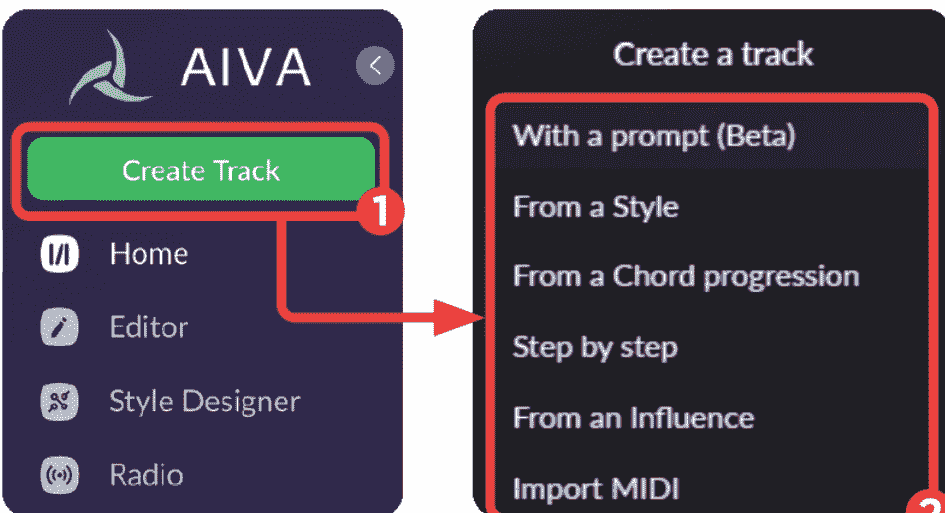 AIVA
Create Track
1
Home
Editor
Style Designer
Radio
Create a track
With a prompt (Beta)
From a Style
From a Chord progression
Step by step
From an Influence
Import MIDI
2